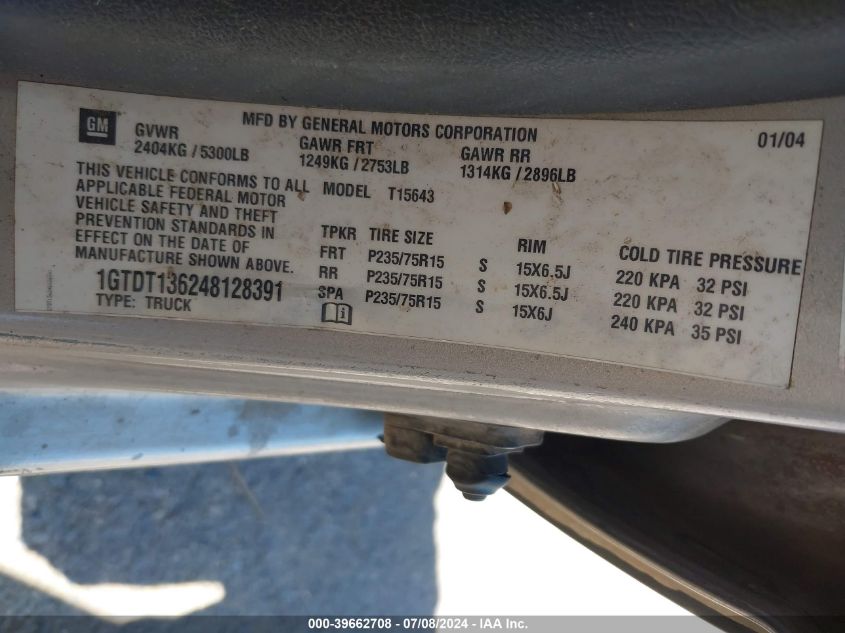 GM
MFD BY GENERAL MOTORS CORPORATION
01/04
GVWR
2404KG / 5300LB
GAWR FRT
1249KG / 2753LB
GAWR RR
1314KG / 2896LB
THIS VEHICLE CONFORMS TO ALL
APPLICABLE FEDERAL MOTOR
VEHICLE SAFETY AND THEFT
PREVENTION STANDARDS IN
EFFECT ON THE DATE OF
MANUFACTURE SHOWN ABOVE.
1GTDT136248128391
TYPE: TRUCK
MODEL T15643
TPKR TIRE SIZE RIM COLD TIRE PRESSURE
FRT P235/75R15 S 15X6.5J 220 KPA 32 PSI
RR P235/75R15 S 15X6.5J 220 KPA 32 PSI
SPA P235/75R15 S 15X6J 240 KPA 35 PSI
000-39662708 - 07/08/2024 - IAA Inc.